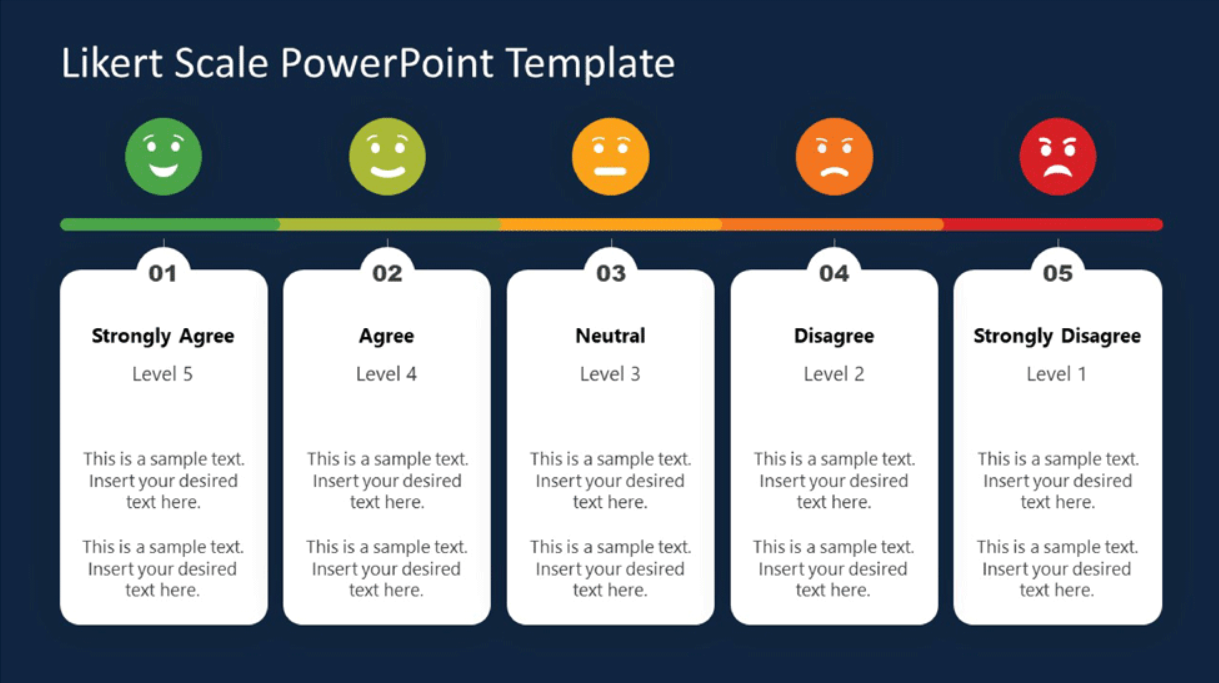 Likert Scale PowerPoint Template
01
Strongly Agree
Level 5
This is a sample text.
Insert your desired
text here.
This is a sample text.
Insert your desired
text here.
02
Agree
Level 4
This is a sample text.
Insert your desired
text here.
This is a sample text.
Insert your desired
text here.
03
Neutral
Level 3
This is a sample text.
Insert your desired
text here.
This is a sample text.
Insert your desired
text here.
04
Disagree
Level 2
This is a sample text.
Insert your desired
text here.
This is a sample text.
Insert your desired
text here.
05
Strongly Disagree
Level 1
This is a sample text.
Insert your desired
text here.
This is a sample text.
Insert your desired
text here.